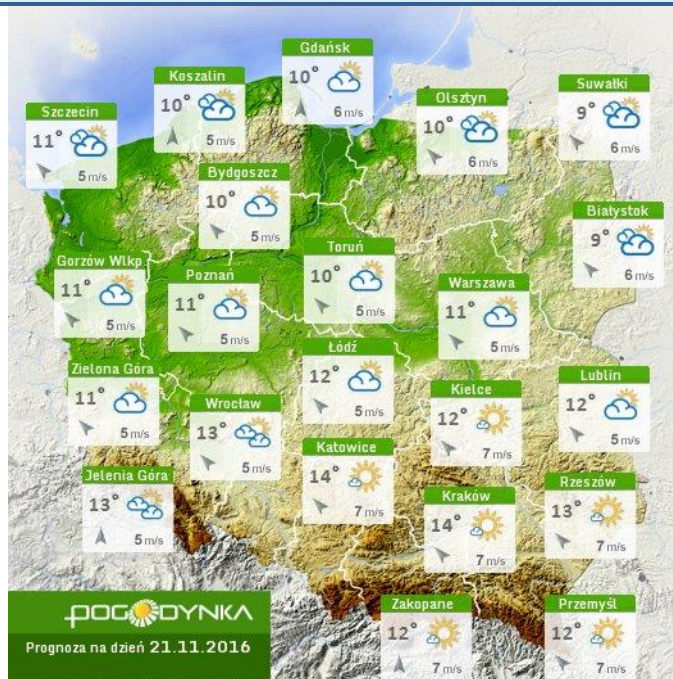 Gdańsk
10°
6 m/s
Koszalin
10°
5 m/s
Szczecin
11°
5 m/s
Olsztyn
10°
6 m/s
Suwałki
9°
6 m/s
Bydgoszcz
10°
5 m/s
Białystok
9°
6 m/s
Gorzów Wlkp
11°
5 m/s
Poznań
11°
5 m/s
Toruń
10°
5 m/s
Warszawa
11°
5 m/s
Łódź
12°
5 m/s
Zielona Góra
11°
5 m/s
Wrocław
13°
5 m/s
Kielce
12°
7 m/s
Lublin
12°
5 m/s
Katowice
14°
7 m/s
Jelenia Góra
13°
5 m/s
Kraków
14°
7 m/s
Rzeszów
13°
7 m/s
Zakopane
12°
7 m/s
Przemyśl
12°
7 m/s
POGODYNKA
Prognoza na dzień 21.11.2016